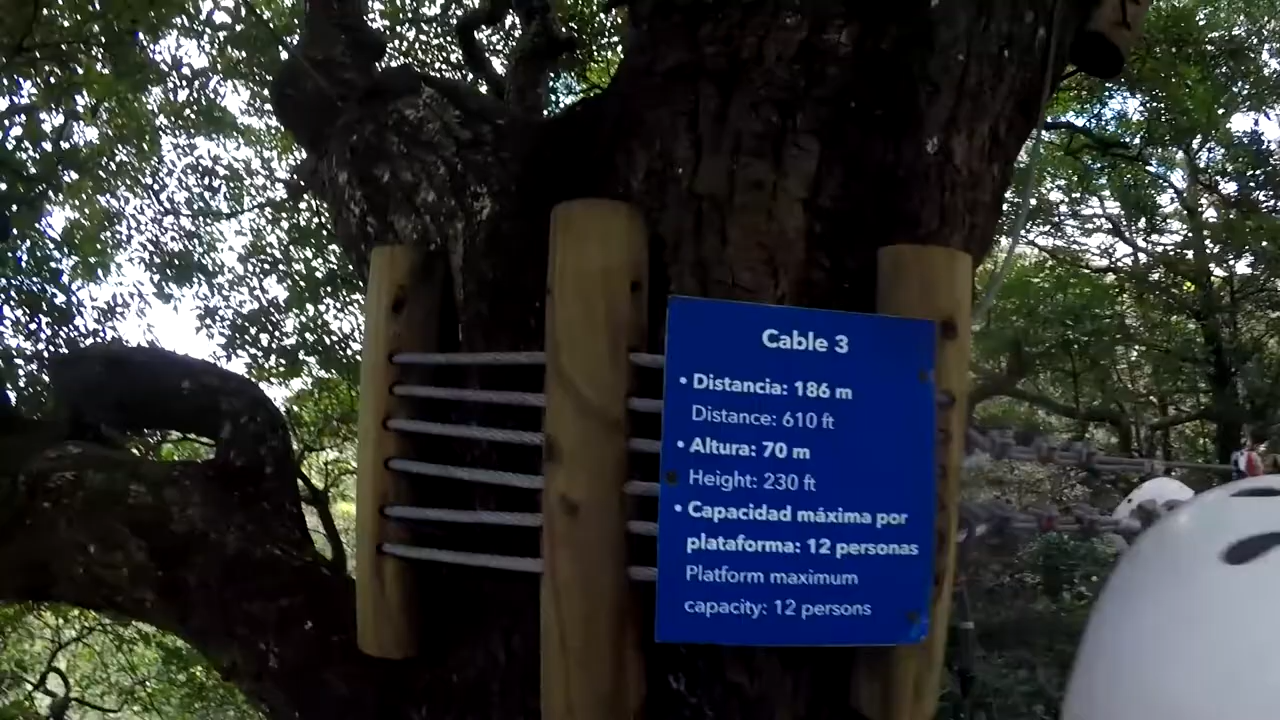 Cable 3
• Distancia: 186 m
Distance: 610 ft
• Altura: 70 m
Height: 230 ft
• Capacidad máxima por
plataforma: 12 personas
Platform maximum
capacity: 12 persons